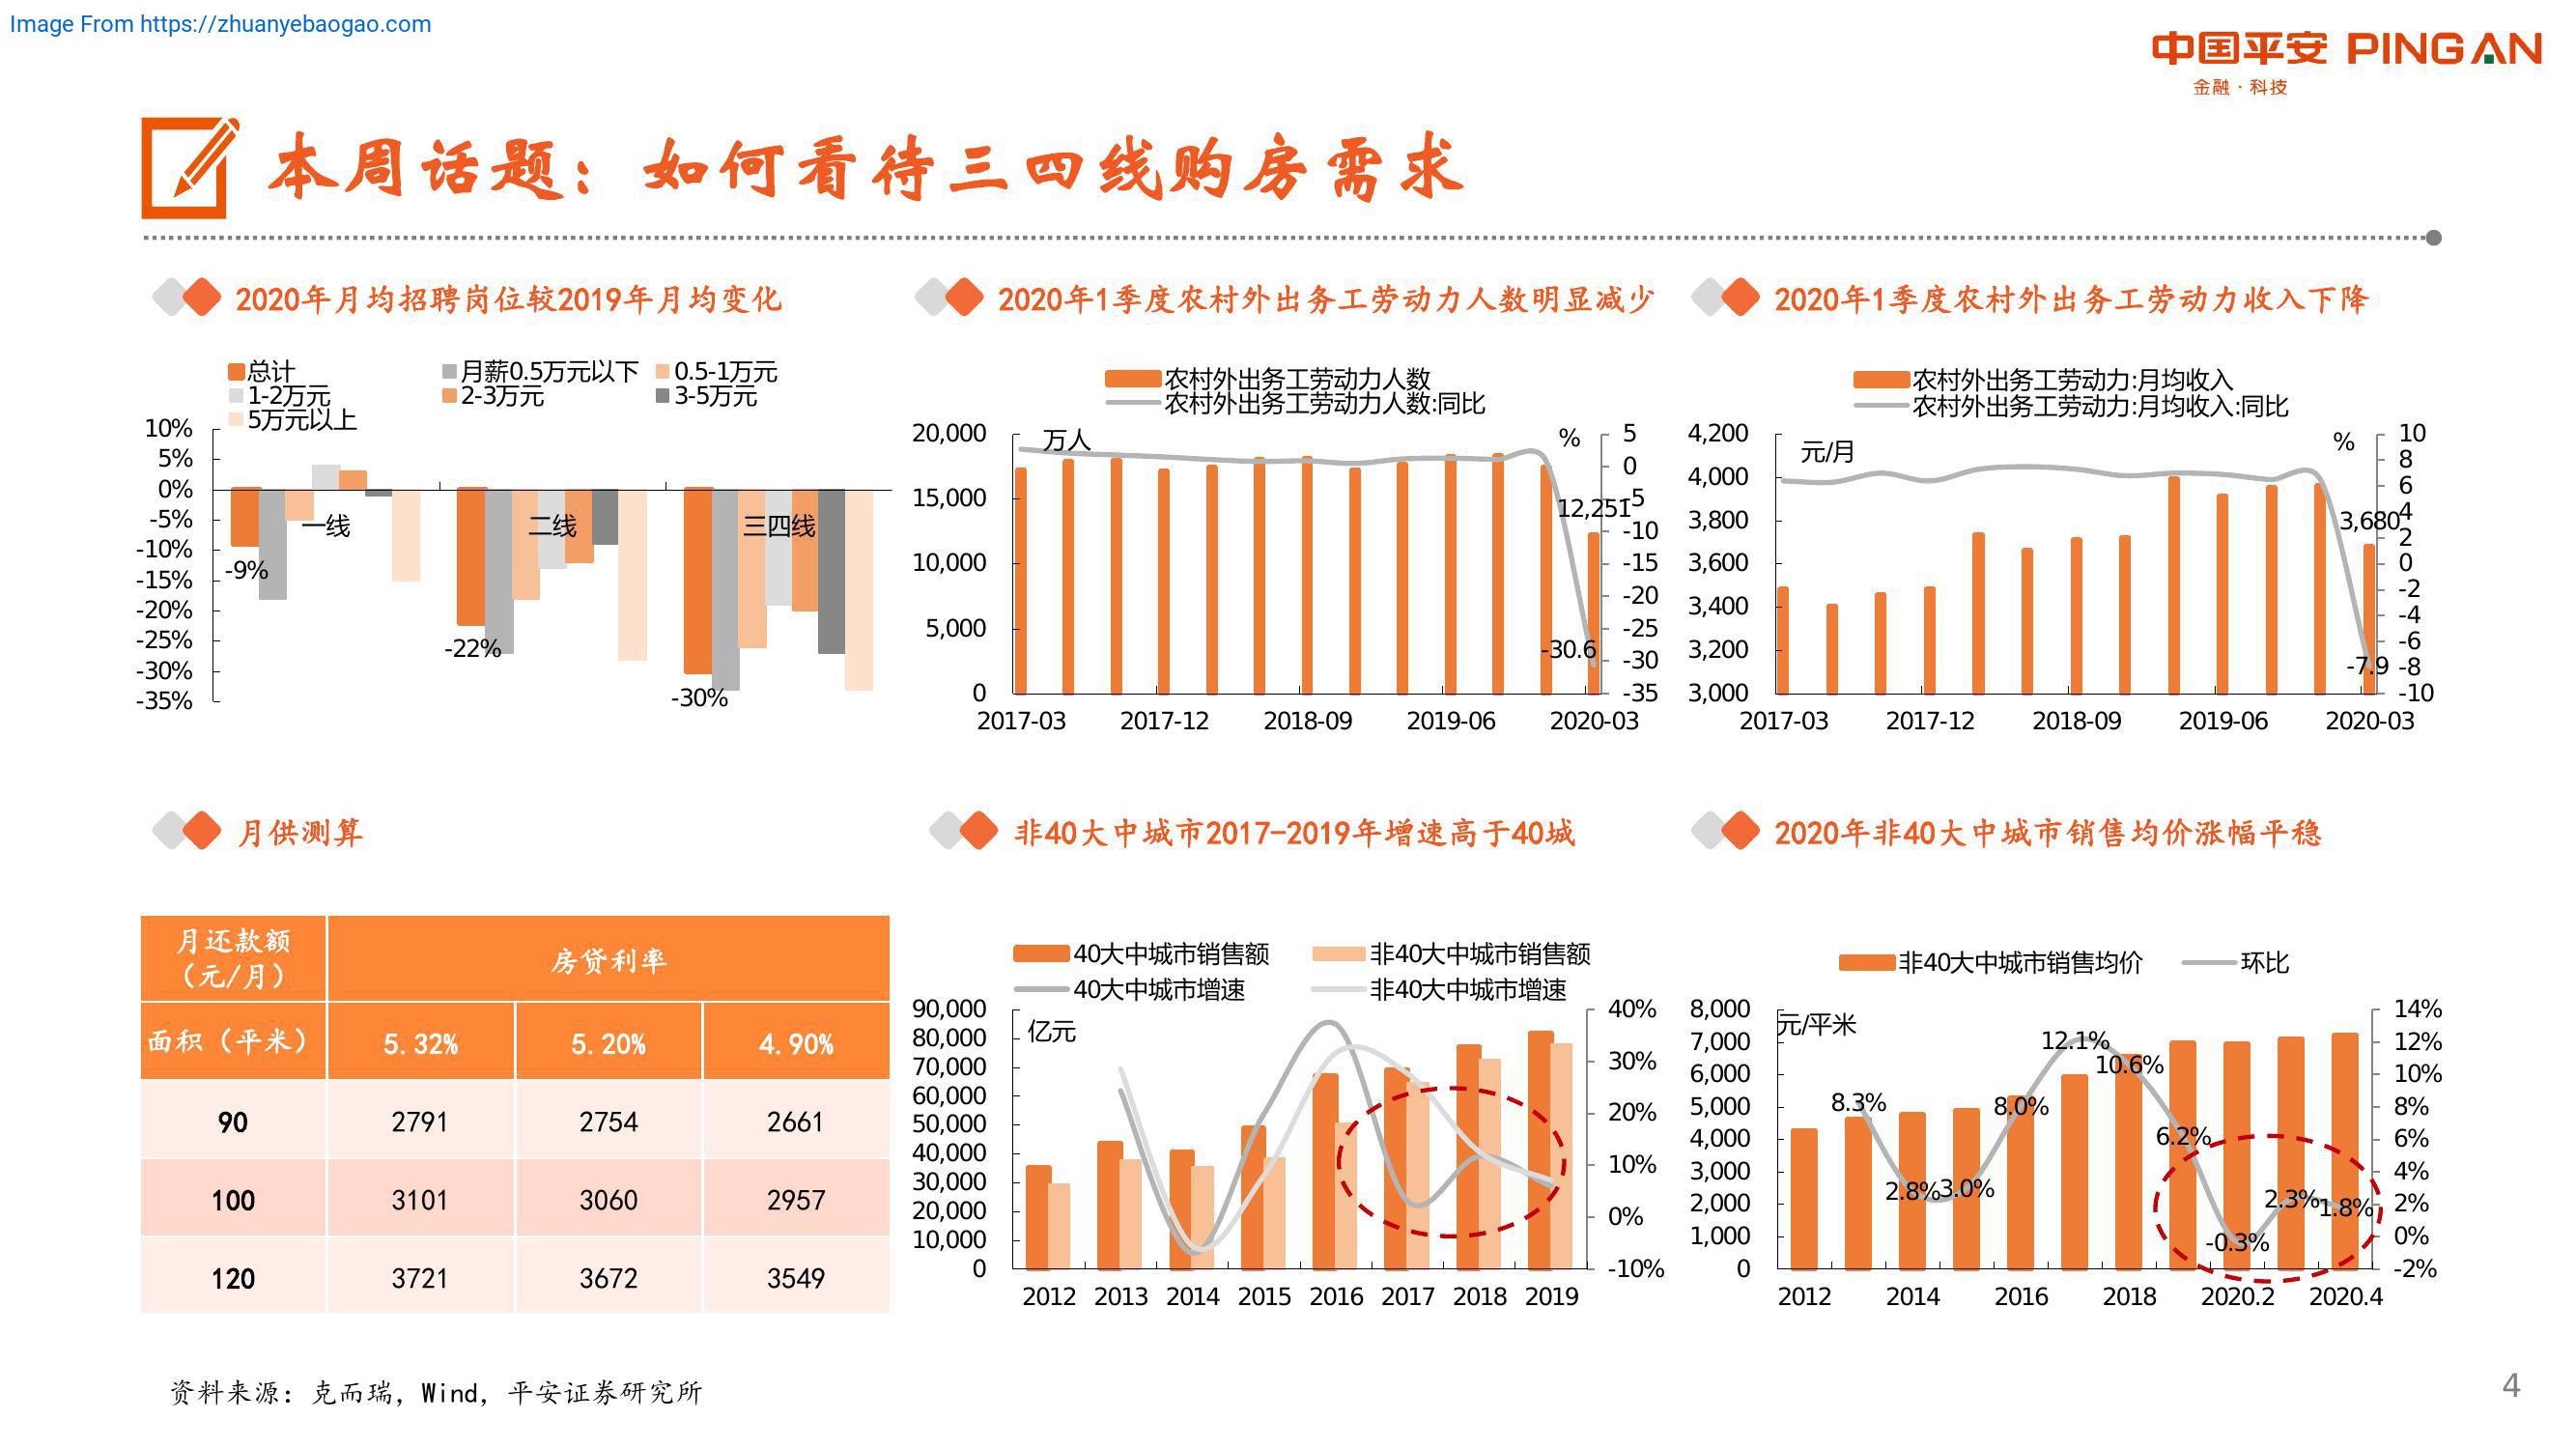 Image From https://zhuanyebaogao.com
中国平安 PINGAN
金融·科技
本周话题：如何看待三四线购房需求
2020年月均招聘岗位较2019年月均变化
总计 月薪0.5万元以下 0.5-1万元
1-2万元 2-3万元 3-5万元
5万元以上
10%
5%
0%
-5%
-10%
-15%
-20%
-25%
-30%
-35%
一线 二线 三四线
-9%
-22%
-30%
2020年1季度农村外出务工劳动力人数明显减少
农村外出务工劳动力人数
农村外出务工劳动力人数:同比
万人 %
20,000
15,000
10,000
5,000
0
5
0
-5
-10
-15
-20
-25
-30
-35
12,251
-30.6
2017-03 2017-12 2018-09 2019-06 2020-03
2020年1季度农村外出务工劳动力收入下降
农村外出务工劳动力:月均收入
农村外出务工劳动力:月均收入:同比
元/月 %
4,200
4,000
3,800
3,600
3,400
3,200
3,000
10
8
6
4
2
0
-2
-4
-6
-8
-10
3,680
-7.9
2017-03 2017-12 2018-09 2019-06 2020-03
月供测算
月还款额
（元/月）
房贷利率
面积（平米） 5.32% 5.20% 4.90%
90 2791 2754 2661
100 3101 3060 2957
120 3721 3672 3549
非40大中城市2017-2019年增速高于40城
40大中城市销售额 非40大中城市销售额
40大中城市增速 非40大中城市增速
亿元
90,000
80,000
70,000
60,000
50,000
40,000
30,000
20,000
10,000
0
40%
30%
20%
10%
0%
-10%
2012 2013 2014 2015 2016 2017 2018 2019
2020年非40大中城市销售均价涨幅平稳
非40大中城市销售均价 环比
元/平米
8,000
7,000
6,000
5,000
4,000
3,000
2,000
1,000
0
14%
12%
10%
8%
6%
4%
2%
0%
-2%
8.3%
2.8%
3.0%
8.0%
12.1%
10.6%
6.2%
-0.3%
2.3%
1.8%
2012 2014 2016 2018 2020.2 2020.4
资料来源：克而瑞，Wind，平安证券研究所
4